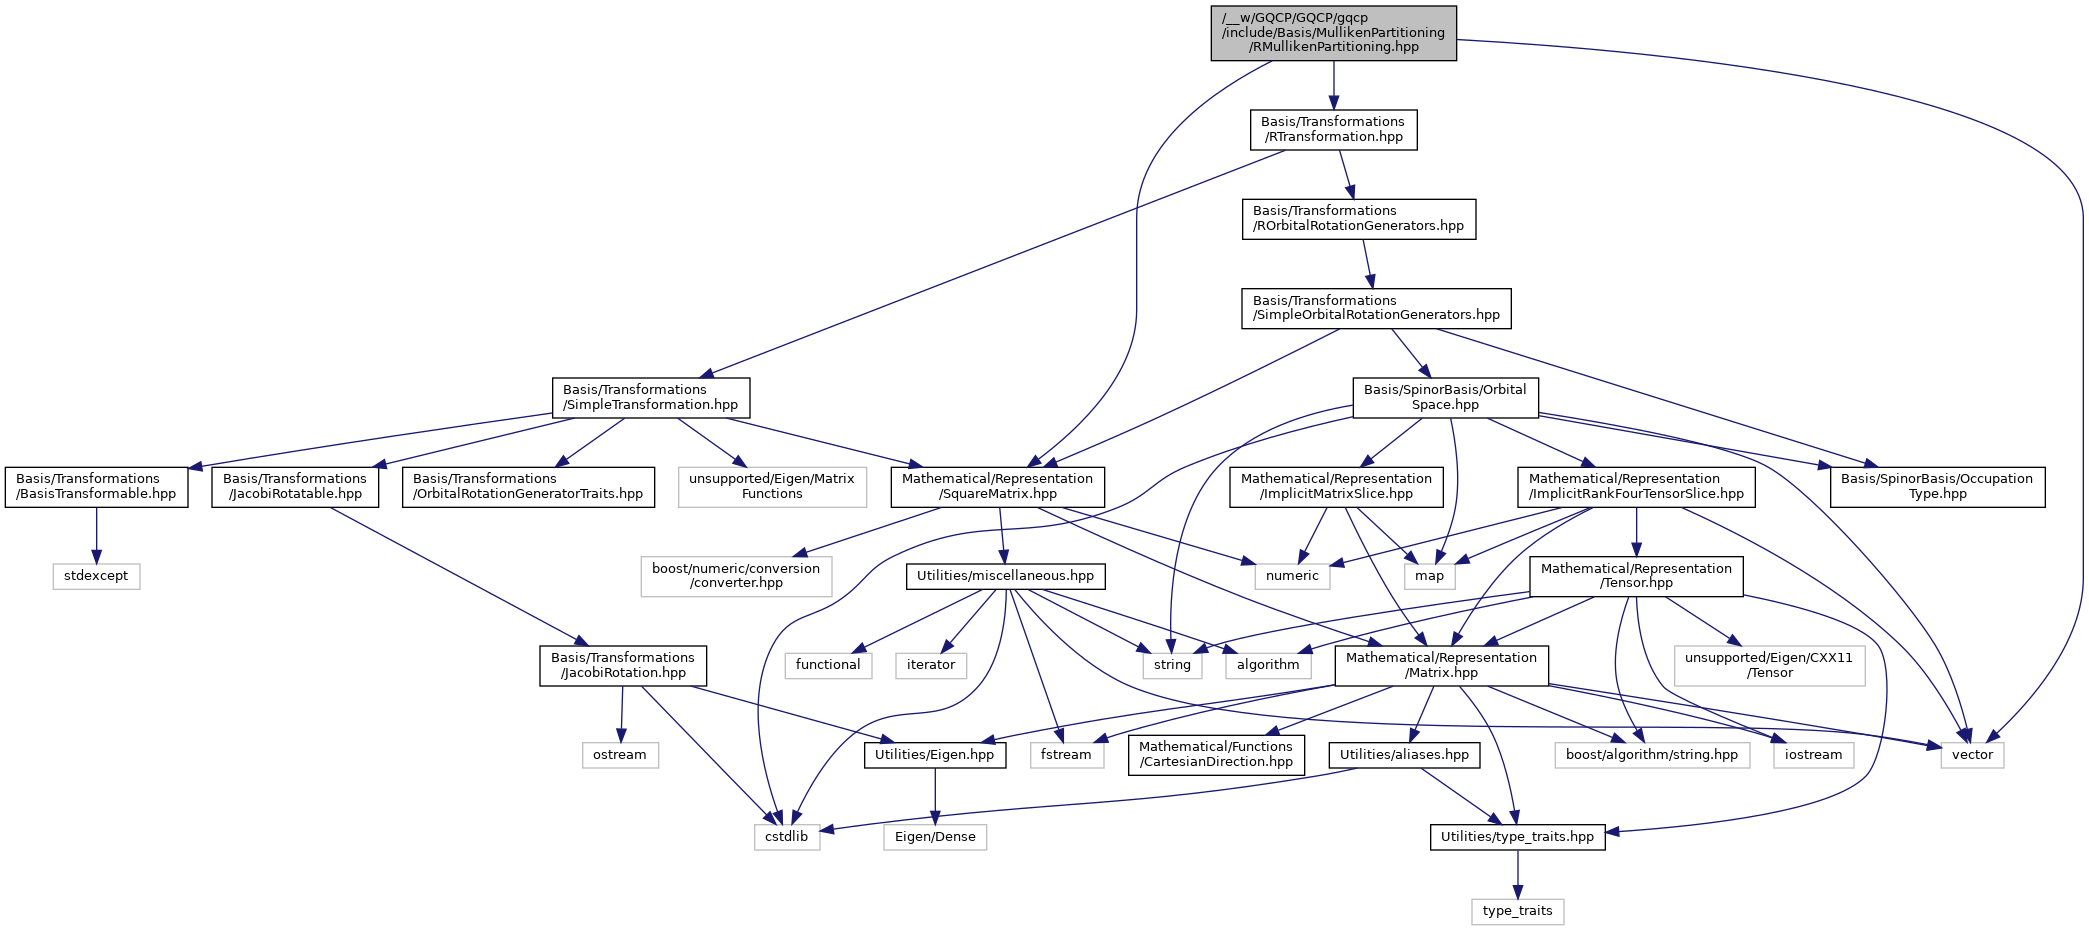 /__w/GQCP/GQCP/gqcp
/include/Basis/MullikenPartitioning
/RMullikenPartitioning.hpp
Basis/Transformations
/RTransformation.hpp
Basis/Transformations
/ROrbitalRotationGenerators.hpp
Basis/Transformations
/SimpleOrbitalRotationGenerators.hpp
Basis/Transformations
/SimpleTransformation.hpp
Basis/SpinorBasis/Orbital
Space.hpp
Basis/Transformations
/BasisTransformable.hpp
Basis/Transformations
/JacobiRotatable.hpp
Basis/Transformations
/OrbitalRotationGeneratorTraits.hpp
unsupported/Eigen/Matrix
Functions
Mathematical/Representation
/SquareMatrix.hpp
Mathematical/Representation
/ImplicitMatrixSlice.hpp
Mathematical/Representation
/ImplicitRankFourTensorSlice.hpp
Basis/SpinorBasis/Occupation
Type.hpp
stdexcept
boost/numeric/conversion
/converter.hpp
Utilities/miscellaneous.hpp
numeric
map
Mathematical/Representation
/Tensor.hpp
Basis/Transformations
/JacobiRotation.hpp
functional
iterator
string
algorithm
Mathematical/Representation
/Matrix.hpp
unsupported/Eigen/CXX11
/Tensor
ostream
Utilities/Eigen.hpp
fstream
Mathematical/Functions
/CartesianDirection.hpp
Utilities/aliases.hpp
boost/algorithm/string.hpp
iostream
vector
cstdlib
Eigen/Dense
Utilities/type_traits.hpp
type_traits